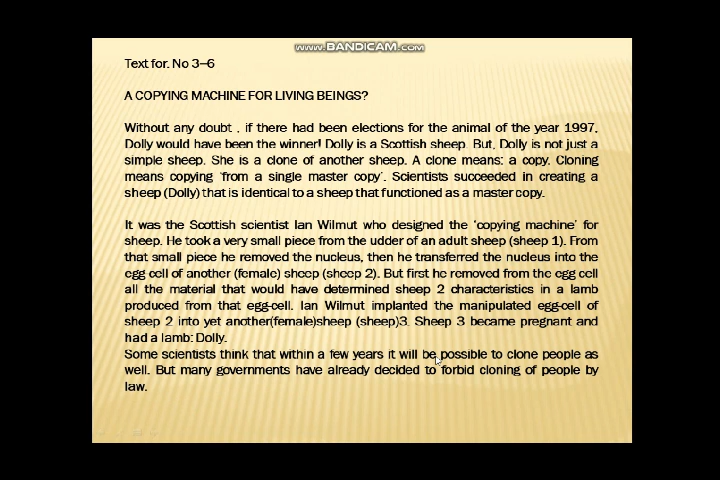 www.BANDICAM.com
Text for. No 3–6
A COPYING MACHINE FOR LIVING BEINGS?
Without any doubt , if there had been elections for the animal of the year 1997,
Dolly would have been the winner! Dolly is a Scottish sheep. But, Dolly is not just a
simple sheep. She is a clone of another sheep. A clone means: a copy. Cloning
means copying ‘from a single master copy’. Scientists succeeded in creating a
sheep (Dolly) that is identical to a sheep that functioned as a master copy.
It was the Scottish scientist Ian Wilmut who designed the ‘copying machine’ for
sheep. He took a very small piece from the udder of an adult sheep (sheep 1). From
that small piece he removed the nucleus, then he transferred the nucleus into the
egg cell of another (female) sheep (sheep 2). But first he removed from the egg cell
all the material that would have determined sheep 2 characteristics in a lamb
produced from that egg-cell. Ian Wilmut implanted the manipulated egg-cell of
sheep 2 into yet another(female)sheep (sheep)3. Sheep 3 became pregnant and
had a lamb: Dolly.
Some scientists think that within a few years it will be possible to clone people as
well. But many governments have already decided to forbid cloning of people by
law.